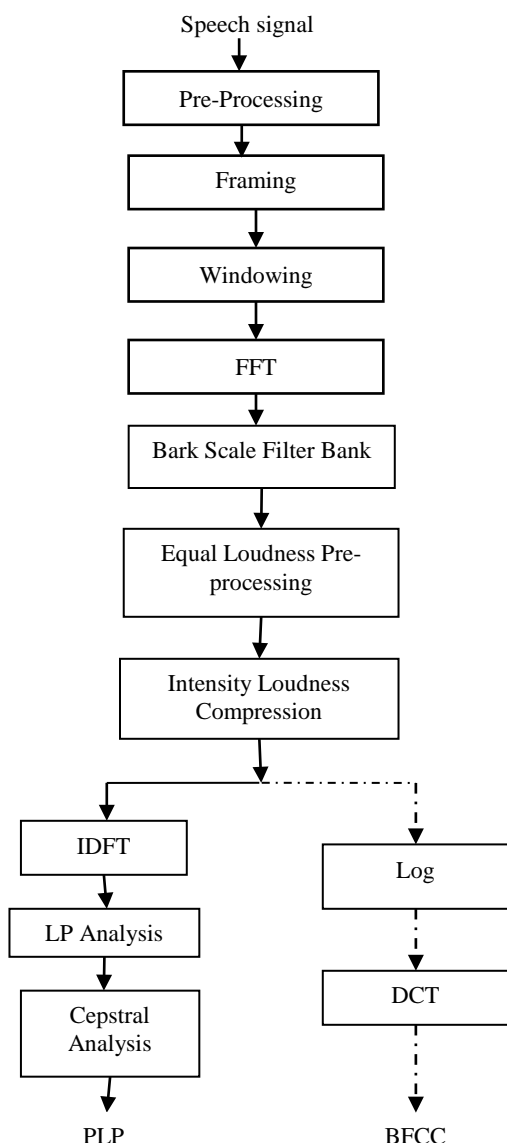 Speech signal
Pre-Processing
Framing
Windowing
FFT
Bark Scale Filter Bank
Equal Loudness Pre-
processing
Intensity Loudness
Compression
IDFT
LP Analysis
Cepstral
Analysis
PLP
Log
DCT
BFCC